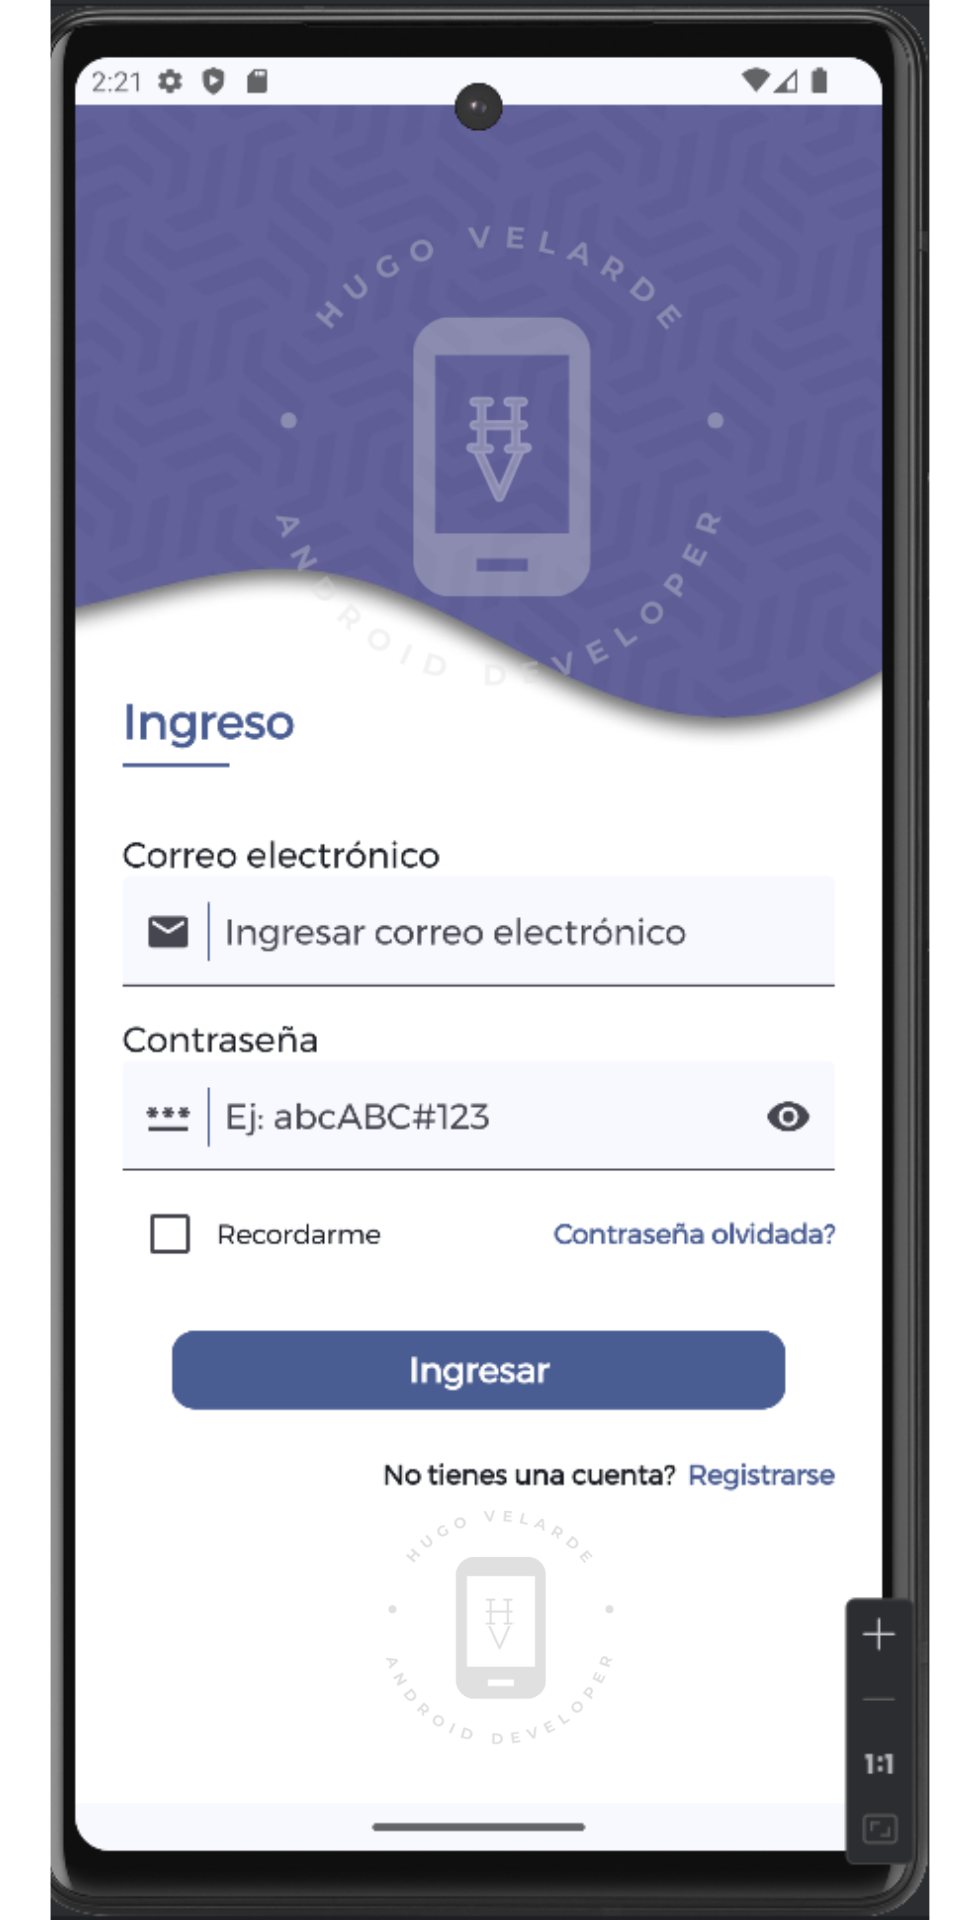 2:21
HUGO VELARDE
HV
ANDROID DEVELOPER
Ingreso
Correo electrónico
Ingresar correo electrónico
Contraseña
***
Ej: abcABC#123
Recordarme
Contraseña olvidada?
Ingresar
No tienes una cuenta? Registrarse
HUGO VELARDE
HV
ANDROID DEVELOPER
1:1